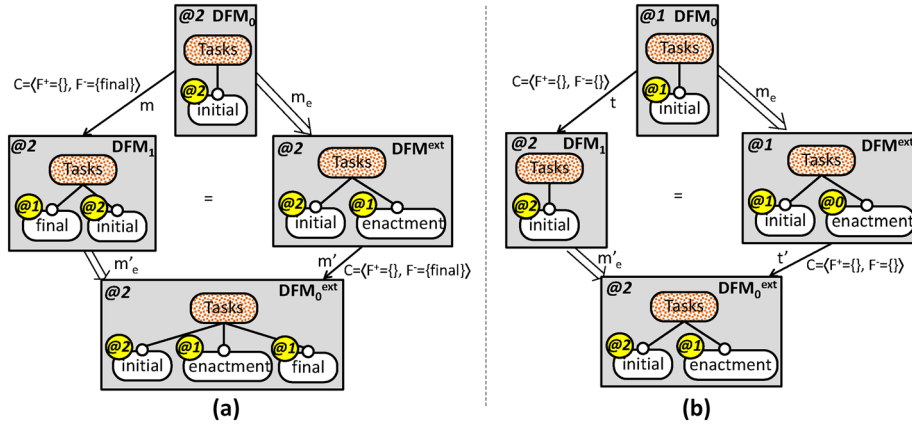 @2 DFM0
Tasks
@2
initial
C=⟨F+={}, F-={final}⟩
m
me
@2 DFM1
Tasks
@1 @2
final initial
=
@2 DFMext
Tasks
@2 @1
initial enactment
m'e
m'
C=⟨F+={}, F-={final}⟩
@2 DFM0ext
Tasks
@2 @1 @1
initial enactment final
(a)
@1 DFM0
Tasks
@1
initial
C=⟨F+={}, F-={}⟩
t
me
@2 DFM1
Tasks
@2
initial
=
@1 DFMext
Tasks
@1 @0
initial enactment
m'e
t'
C=⟨F+={}, F-={}⟩
@2 DFM0ext
Tasks
@2 @1
initial enactment
(b)